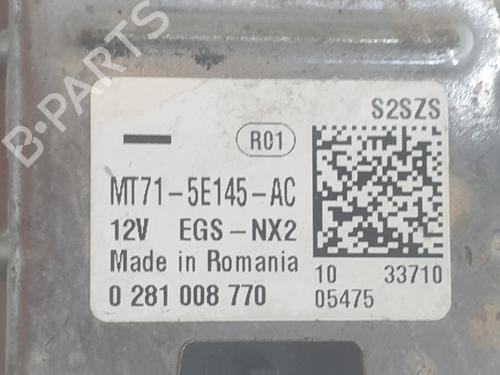 S2SZS
R01
MT71-5E145-AC
12V EGS-NX2
Made in Romania
0 281 008 770
10 33710
05475
B-PARTS